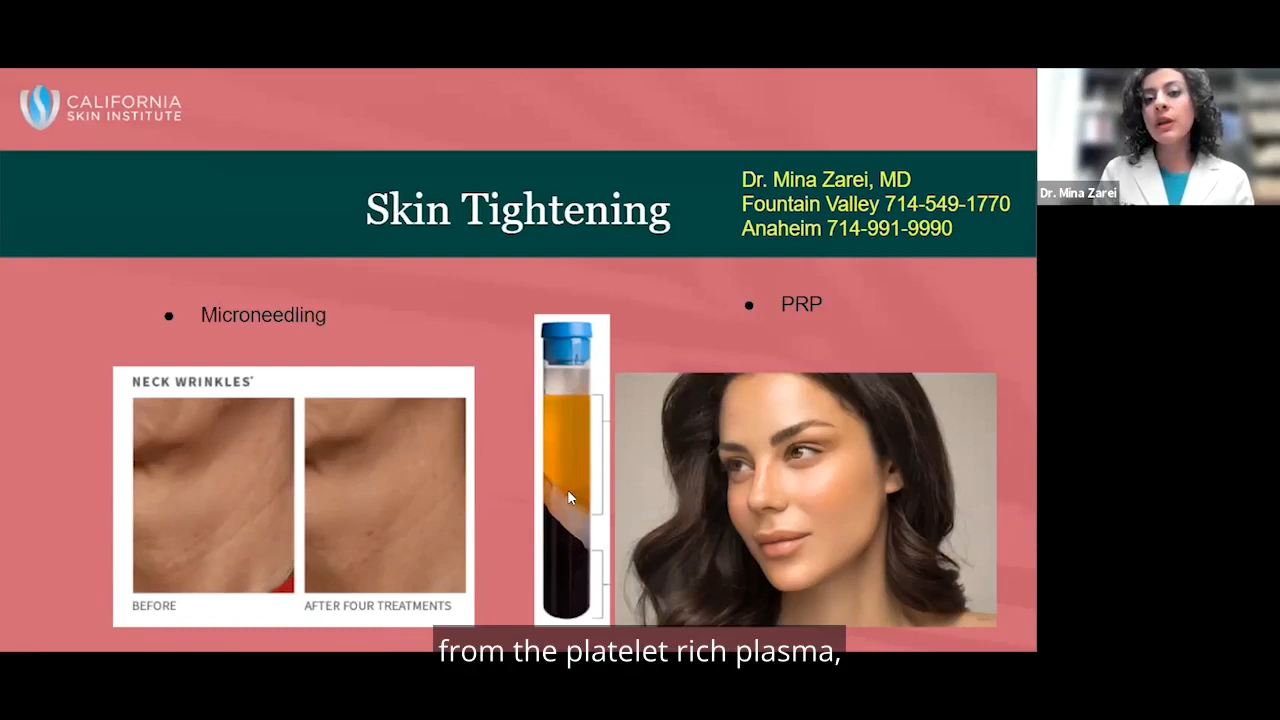 CALIFORNIA
SKIN INSTITUTE
Skin Tightening
Dr. Mina Zarei, MD
Fountain Valley 714-549-1770
Anaheim 714-991-9990
Dr. Mina Zarei
● Microneedling
● PRP
NECK WRINKLES*
BEFORE
AFTER FOUR TREATMENTS
from the platelet rich plasma,